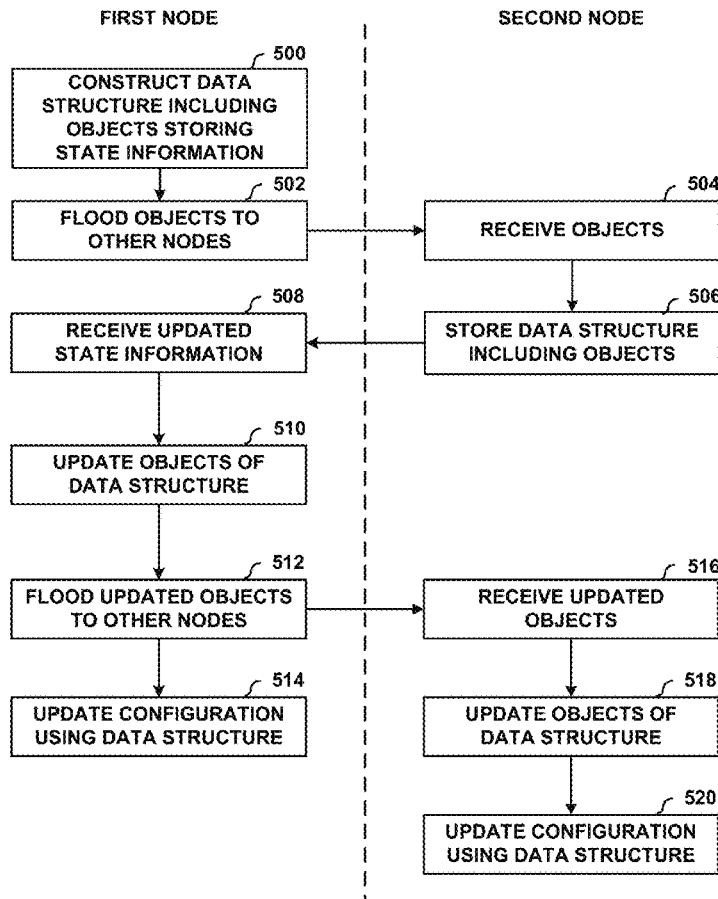 FIRST NODE
SECOND NODE
500
CONSTRUCT DATA
STRUCTURE INCLUDING
OBJECTS STORING
STATE INFORMATION
502
FLOOD OBJECTS TO
OTHER NODES
504
RECEIVE OBJECTS
506
STORE DATA STRUCTURE
INCLUDING OBJECTS
508
RECEIVE UPDATED
STATE INFORMATION
510
UPDATE OBJECTS OF
DATA STRUCTURE
512
FLOOD UPDATED OBJECTS
TO OTHER NODES
514
UPDATE CONFIGURATION
USING DATA STRUCTURE
516
RECEIVE UPDATED
OBJECTS
518
UPDATE OBJECTS OF
DATA STRUCTURE
520
UPDATE CONFIGURATION
USING DATA STRUCTURE